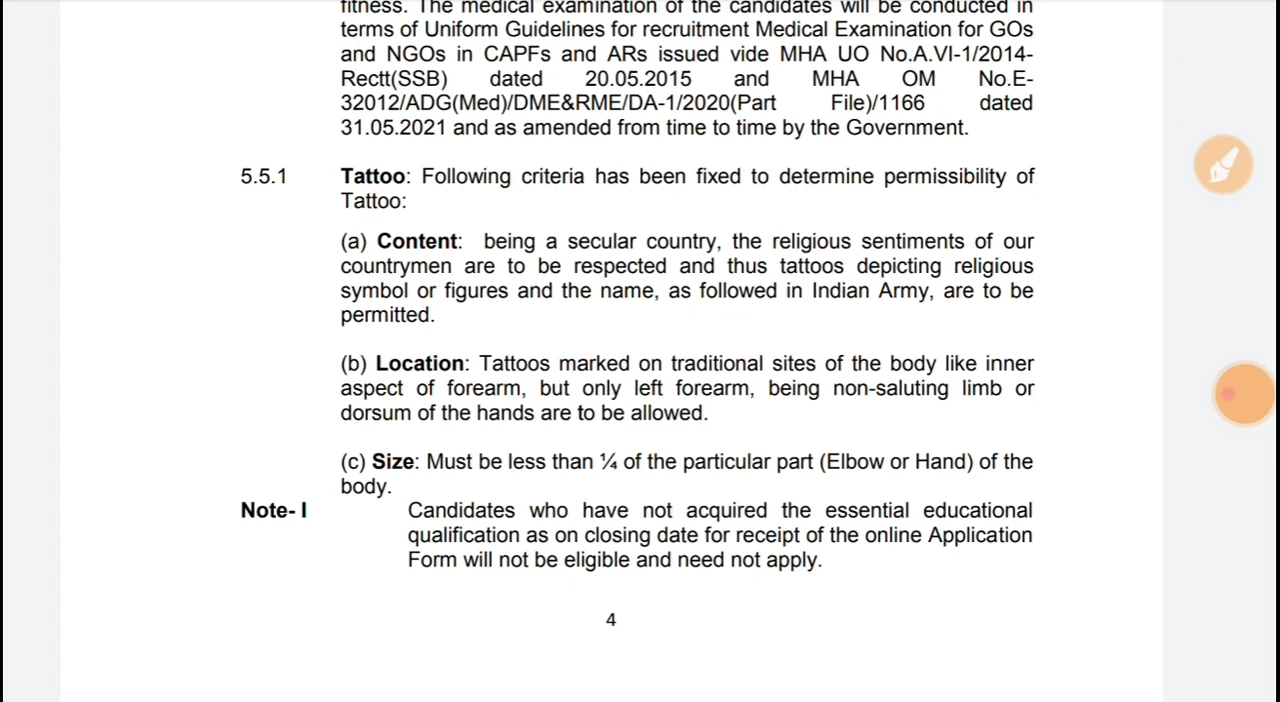 fitness. The medical examination of the candidates will be conducted in
terms of Uniform Guidelines for recruitment Medical Examination for GOs
and NGOs in CAPFs and ARs issued vide MHA UO No.A.VI-1/2014-
Rectt(SSB) dated 20.05.2015 and MHA OM No.E-
32012/ADG(Med)/DME&RME/DA-1/2020(Part File)/1166 dated
31.05.2021 and as amended from time to time by the Government.
5.5.1 Tattoo: Following criteria has been fixed to determine permissibility of
Tattoo:
(a) Content: being a secular country, the religious sentiments of our
countrymen are to be respected and thus tattoos depicting religious
symbol or figures and the name, as followed in Indian Army, are to be
permitted.
(b) Location: Tattoos marked on traditional sites of the body like inner
aspect of forearm, but only left forearm, being non-saluting limb or
dorsum of the hands are to be allowed.
(c) Size: Must be less than ¼ of the particular part (Elbow or Hand) of the
body.
Note- I Candidates who have not acquired the essential educational
qualification as on closing date for receipt of the online Application
Form will not be eligible and need not apply.
4